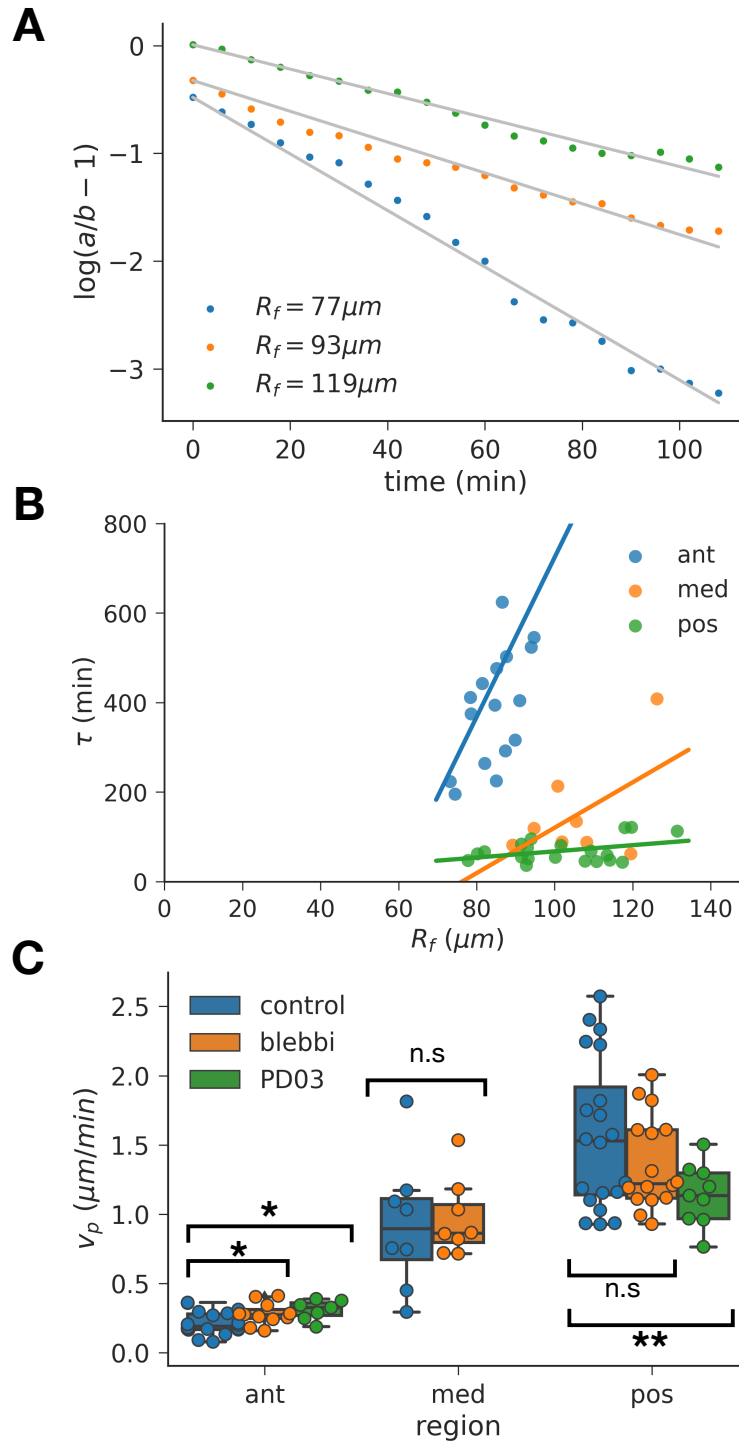 A
0
−1
−2
−3
log(a/b − 1)
R_f = 77μm
R_f = 93μm
R_f = 119μm
0 20 40 60 80 100
time (min)
B
800
600
400
200
0
τ (min)
ant
med
pos
0 20 40 60 80 100 120 140
R_f (μm)
C
2.5
2.0
1.5
1.0
0.5
0.0
v_p (μm/min)
control
blebbi
PD03
n.s
*
*
n.s
**
ant med pos
region